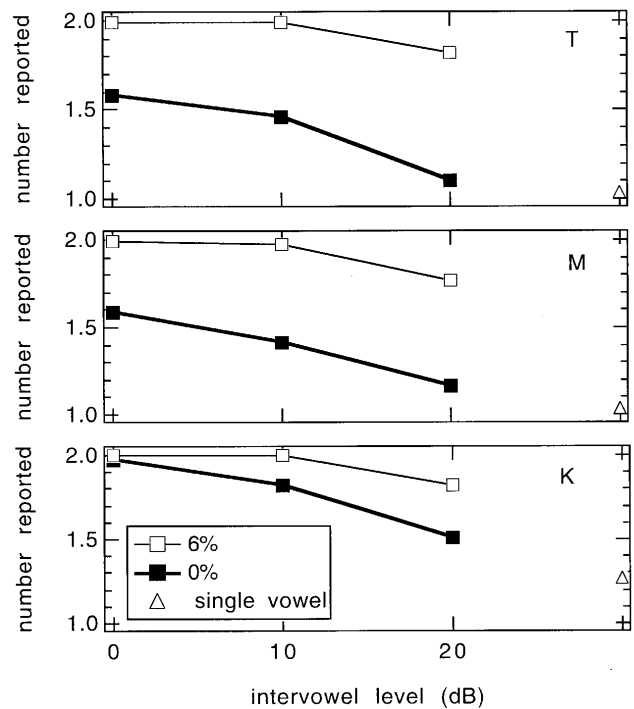 2.0
T
1.5
1.0
number reported
2.0
M
1.5
1.0
number reported
2.0
K
1.5
1.0
number reported
6%
0%
single vowel
0 10 20
intervowel level (dB)